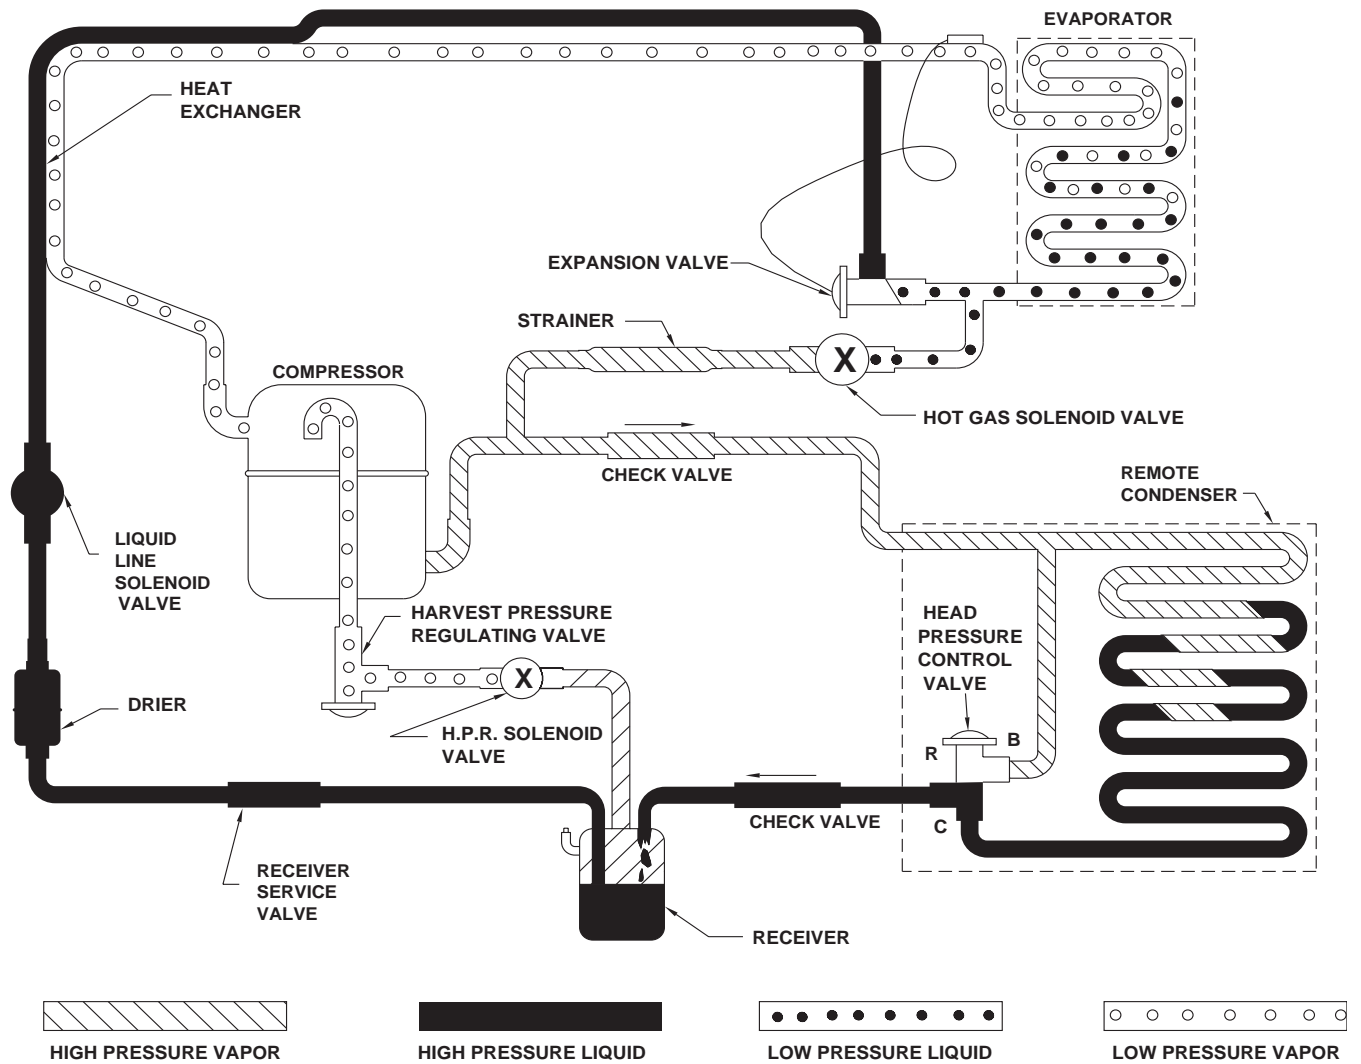 EVAPORATOR
HEAT
EXCHANGER
EXPANSION VALVE
STRAINER
COMPRESSOR
X
HOT GAS SOLENOID VALVE
CHECK VALVE
REMOTE
CONDENSER
LIQUID
LINE
SOLENOID
VALVE
HARVEST PRESSURE
REGULATING VALVE
HEAD
PRESSURE
CONTROL
VALVE
X
DRIER
H.P.R. SOLENOID
VALVE
B
R
C
CHECK VALVE
RECEIVER
SERVICE
VALVE
RECEIVER
HIGH PRESSURE VAPOR
HIGH PRESSURE LIQUID
LOW PRESSURE LIQUID
LOW PRESSURE VAPOR